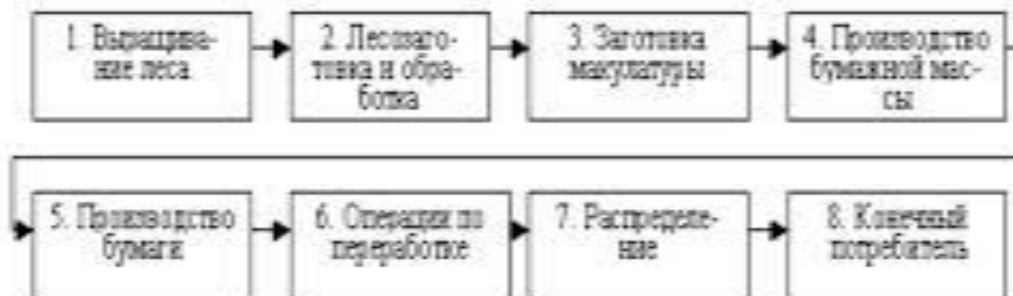 1. Выращива-
ние леса
2. Лесозаго-
товка и обра-
ботка
3. Заготовка
макулатуры
4. Производство
бумажной мас-
сы
5. Производство
бумаги
6. Операции по
переработке
7. Распределе-
ние
8. Конечный
потребитель